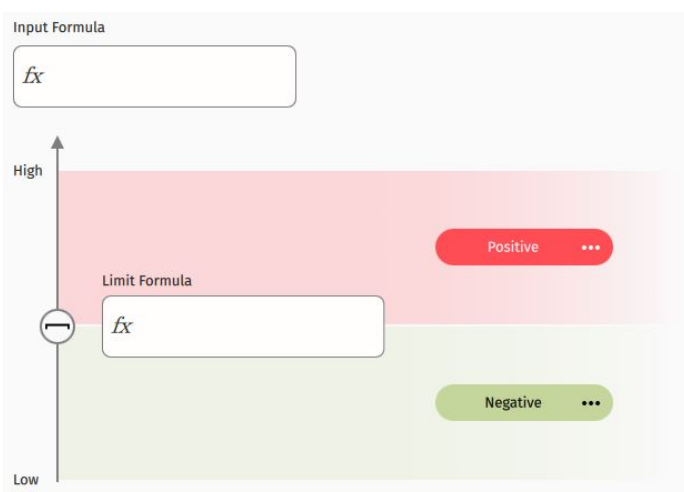 Input Formula
fx
High
Positive •••
Limit Formula
fx
Negative •••
Low